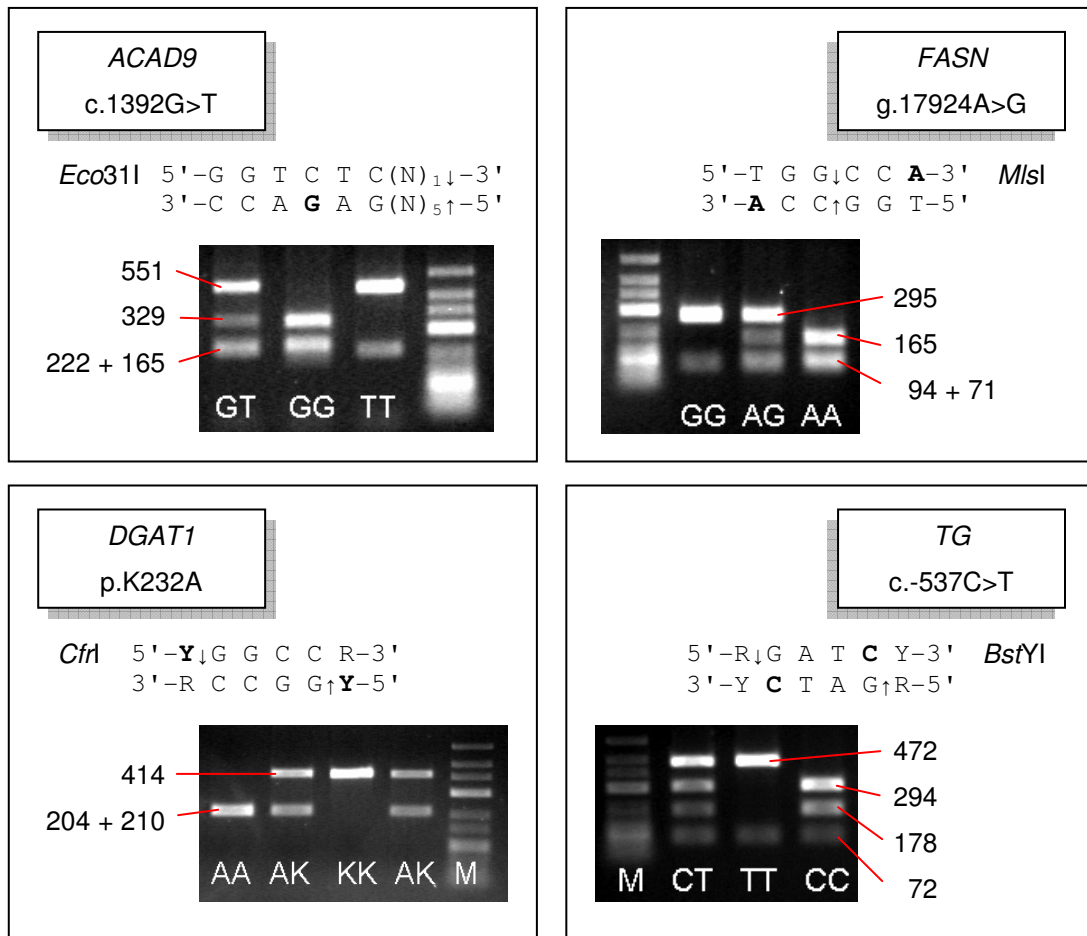 ACAD9
c.1392G>T
Eco31I 5'-G G T C T C(N)1↓-3'
3'-C C A G A G(N)5↑-5'
551
329
222 + 165
GT GG TT
FASN
g.17924A>G
5'-T G G↓C C A-3' MlsI
3'-A C C↑G G T-5'
295
165
94 + 71
GG AG AA
DGAT1
p.K232A
CfrI 5'-Y↓G G C C R-3'
3'-R C C G G↑Y-5'
414
204 + 210
AA AK KK AK M
TG
c.-537C>T
5'-R↓G A T C Y-3' BstYI
3'-Y C T A G↑R-5'
472
294
178
72
M CT TT CC